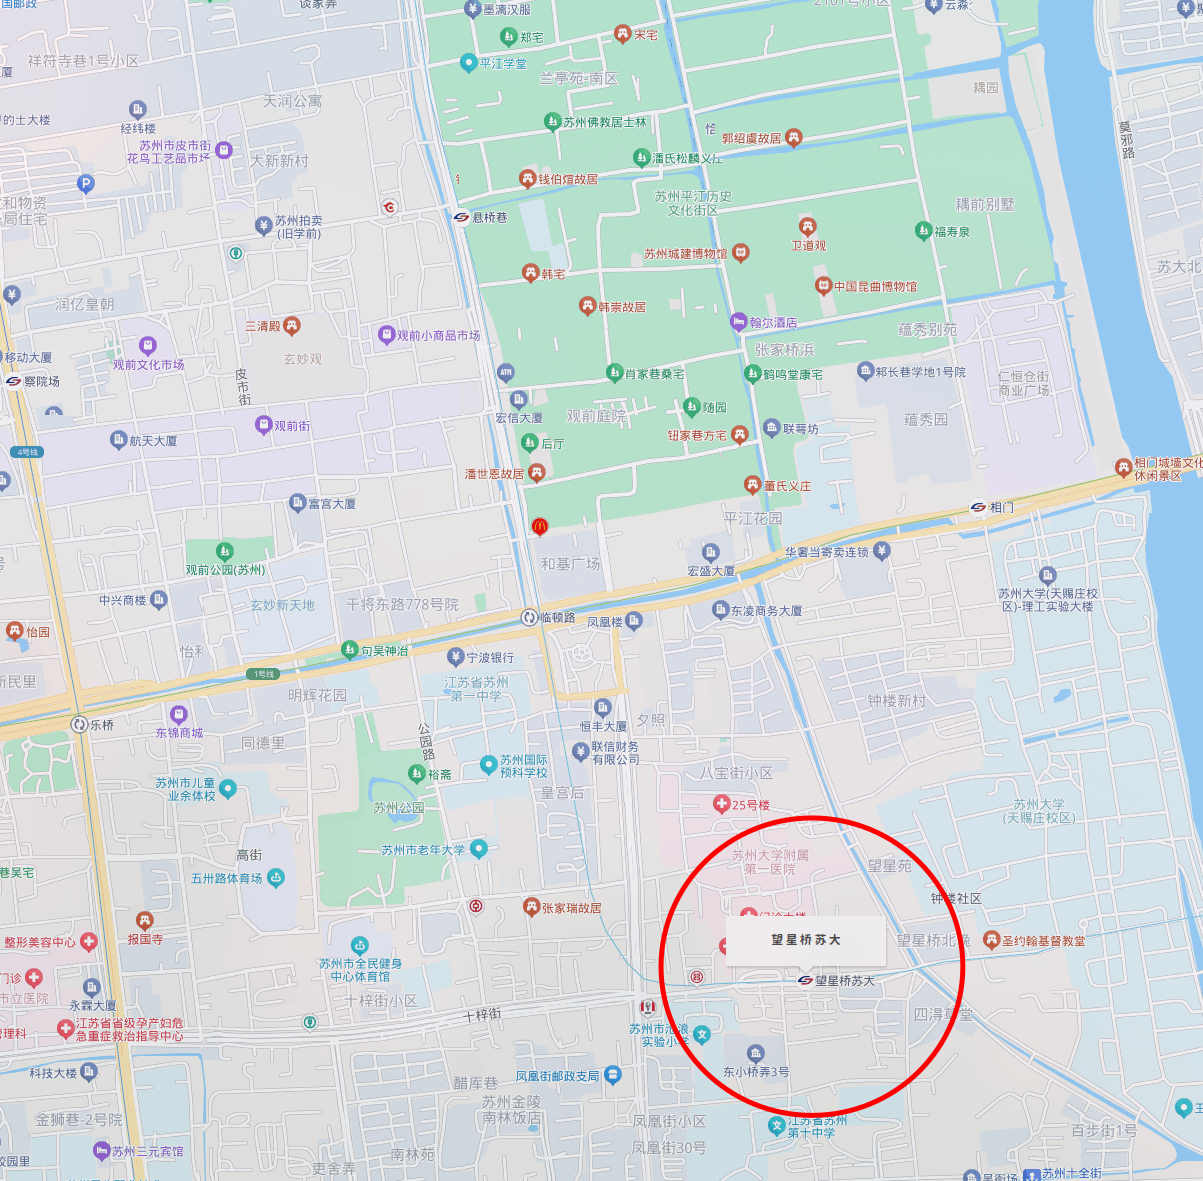 国邮政
谈家弄
墨漓汉服
郑宅
宋宅
2101号小区
云淼
祥符寺巷1号小区
厦
平江学堂
兰亭苑-南区
耦园
天润公寓
的士大楼
经纬楼
苏州佛教居士林
莫邪路
苏州市皮市街
花鸟工艺品市场
大新新村
郭绍虞故居
潘氏松麟义庄
P
钱伯煊故居
和物资
局住宅
苏州平江历史
文化街区
耦前别墅
苏州拍卖
(旧学前)
悬桥巷
福寿泉
卫道观
苏州城建博物馆
苏大北
韩宅
中国昆曲博物馆
润亿皇朝
韩崇故居
三清殿
观前小商品市场
翰尔酒店
蕴秀别苑
移动大厦
观前文化市场
玄妙观
张家桥浜
察院场
皮市街
ATM
肖家巷桑宅
鹤鸣堂康宅
邾长巷学地1号院
仁恒仓街
商业广场
宏信大厦
观前庭院
随园
蕴秀园
观前街
航天大厦
后厅
钮家巷方宅
联萼坊
4号线
潘世恩故居
相门城墙文化
休闲景区
董氏义庄
富宫大厦
相门
平江花园
和基广场
宏盛大厦
华奢当寄卖连锁
观前公园(苏州)
苏州大学(天赐庄校
区)-理工实验大楼
中兴商楼
玄妙新天地
干将东路778号院
临顿路
凤凰楼
东凌商务大厦
怡园
句吴神冶
宁波银行
1号线
新民里
明辉花园
江苏省苏州
第一中学
钟楼新村
东锦商城
乐桥
公园路
恒丰大厦
夕照
同德里
联信财务
有限公司
苏州国际
预科学校
裕斋
八宝街小区
苏州市儿童
业余体校
皇宫后
苏州公园
25号楼
苏州大学
(天赐庄校区)
高街
苏州市老年大学
苏州大学附属
第一医院
望星苑
巷吴宅
五卅路体育场
钟楼社区
张家瑞故居
门诊大楼
报国寺
整形美容中心
望星桥苏大
望星桥北堍
圣约翰基督教堂
苏州市全民健身
中心体育馆
门诊
市立医院
望星桥苏大
永霖大厦
十梓街小区
十梓街
四淂草堂
江苏省省级孕产妇危
急重症救治指导中心
管理科
苏州市沧浪
实验小学
文
科技大楼
东小桥弄3号
醋库巷
凤凰街邮政支局
苏州金陵
南林饭店
金狮巷-2号院
凤凰街小区
文
江苏省苏州
第十中学
百步街1号
王
苏州三元宾馆
南林苑
凤凰街30号
校园里
吏舍弄
吴衙场
苏州十全街